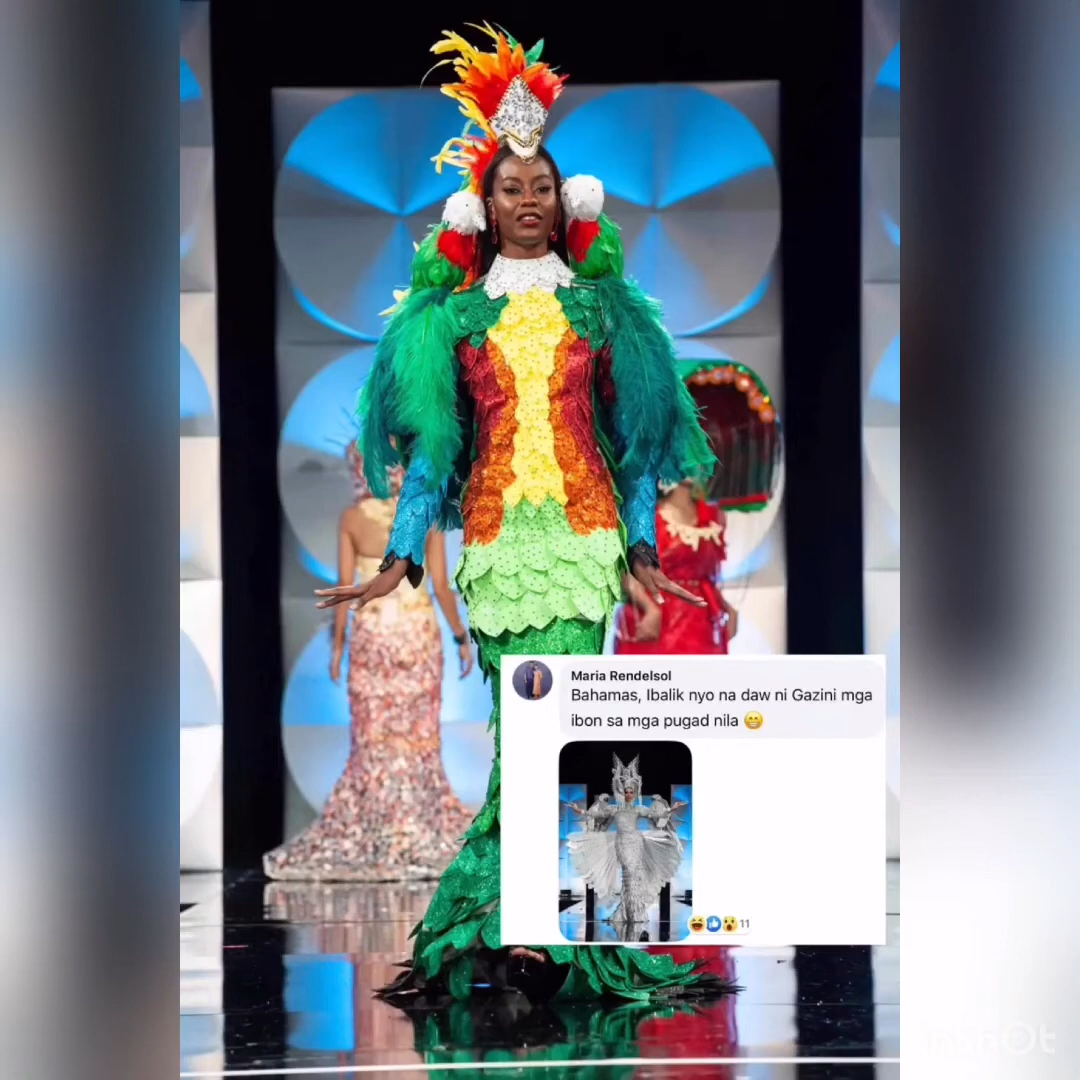 Maria Rendelsol
Bahamas, Ibalik nyo na daw ni Gazini mga
ibon sa mga pugad nila 😁
11